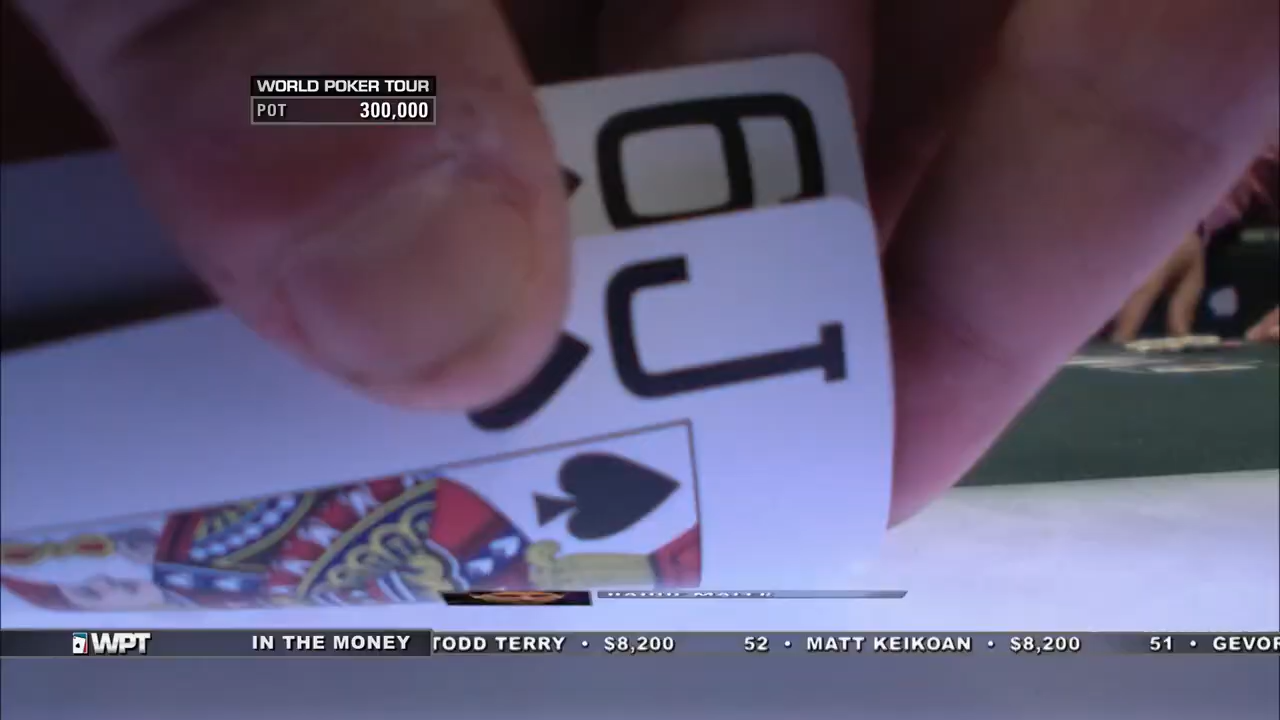 WORLD POKER TOUR
POT 300,000
6
J
WPT IN THE MONEY TODD TERRY • $8,200 52 • MATT KEIKOAN • $8,200 51 •